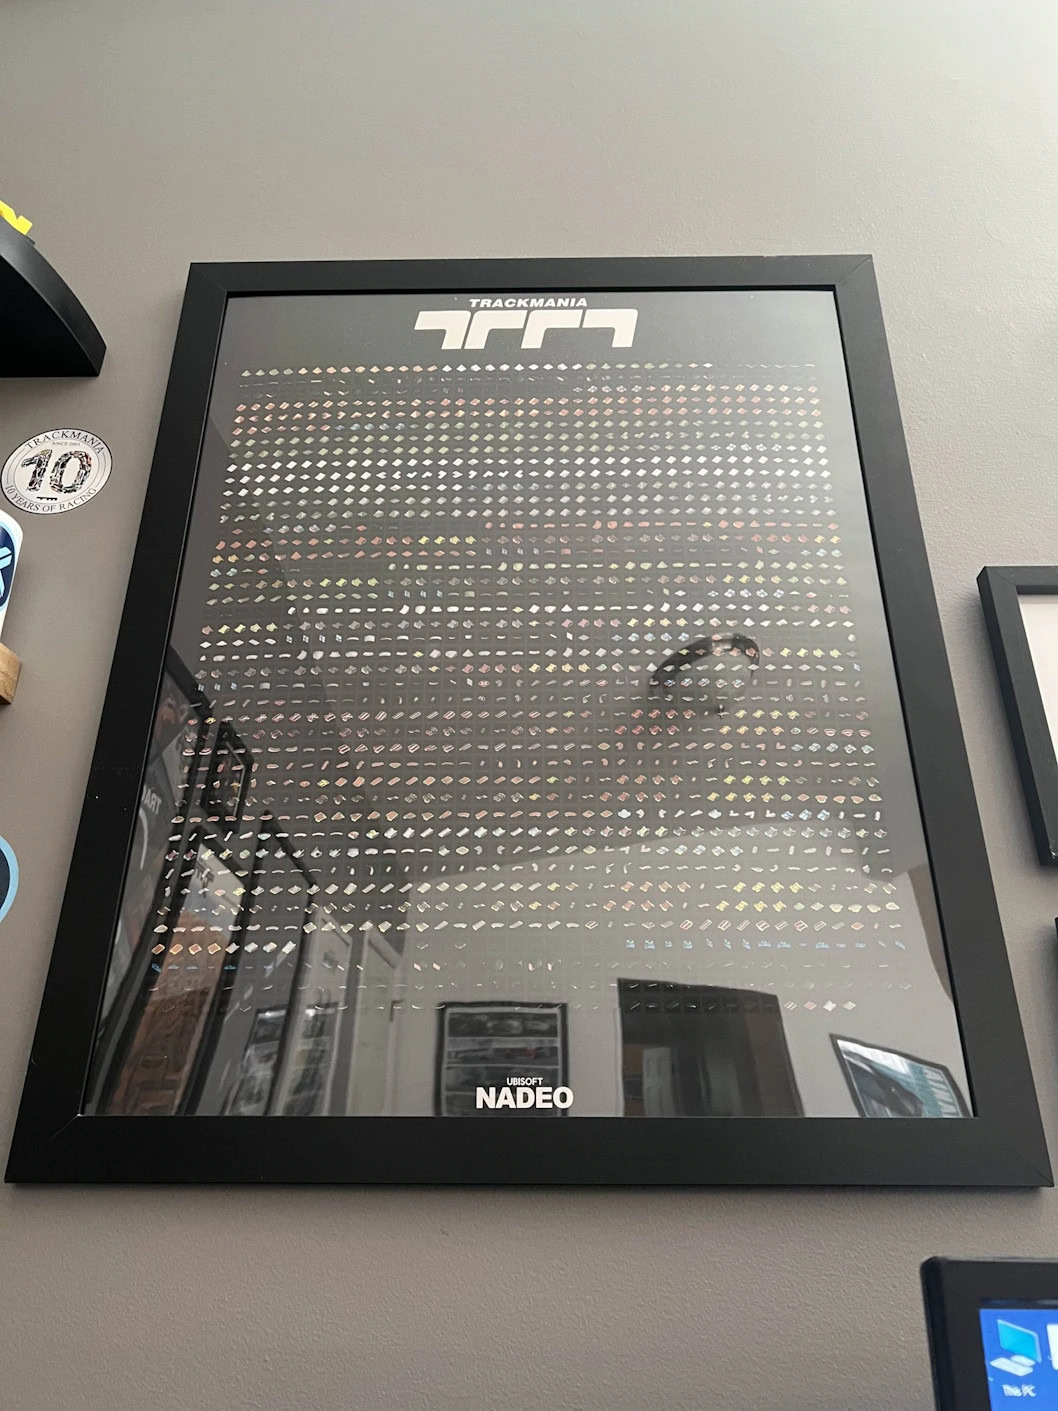 TRACKMANIA
UBISOFT
NADEO
TRACKMANIA
SINCE 2003
10
10 YEARS OF RACING
This PC